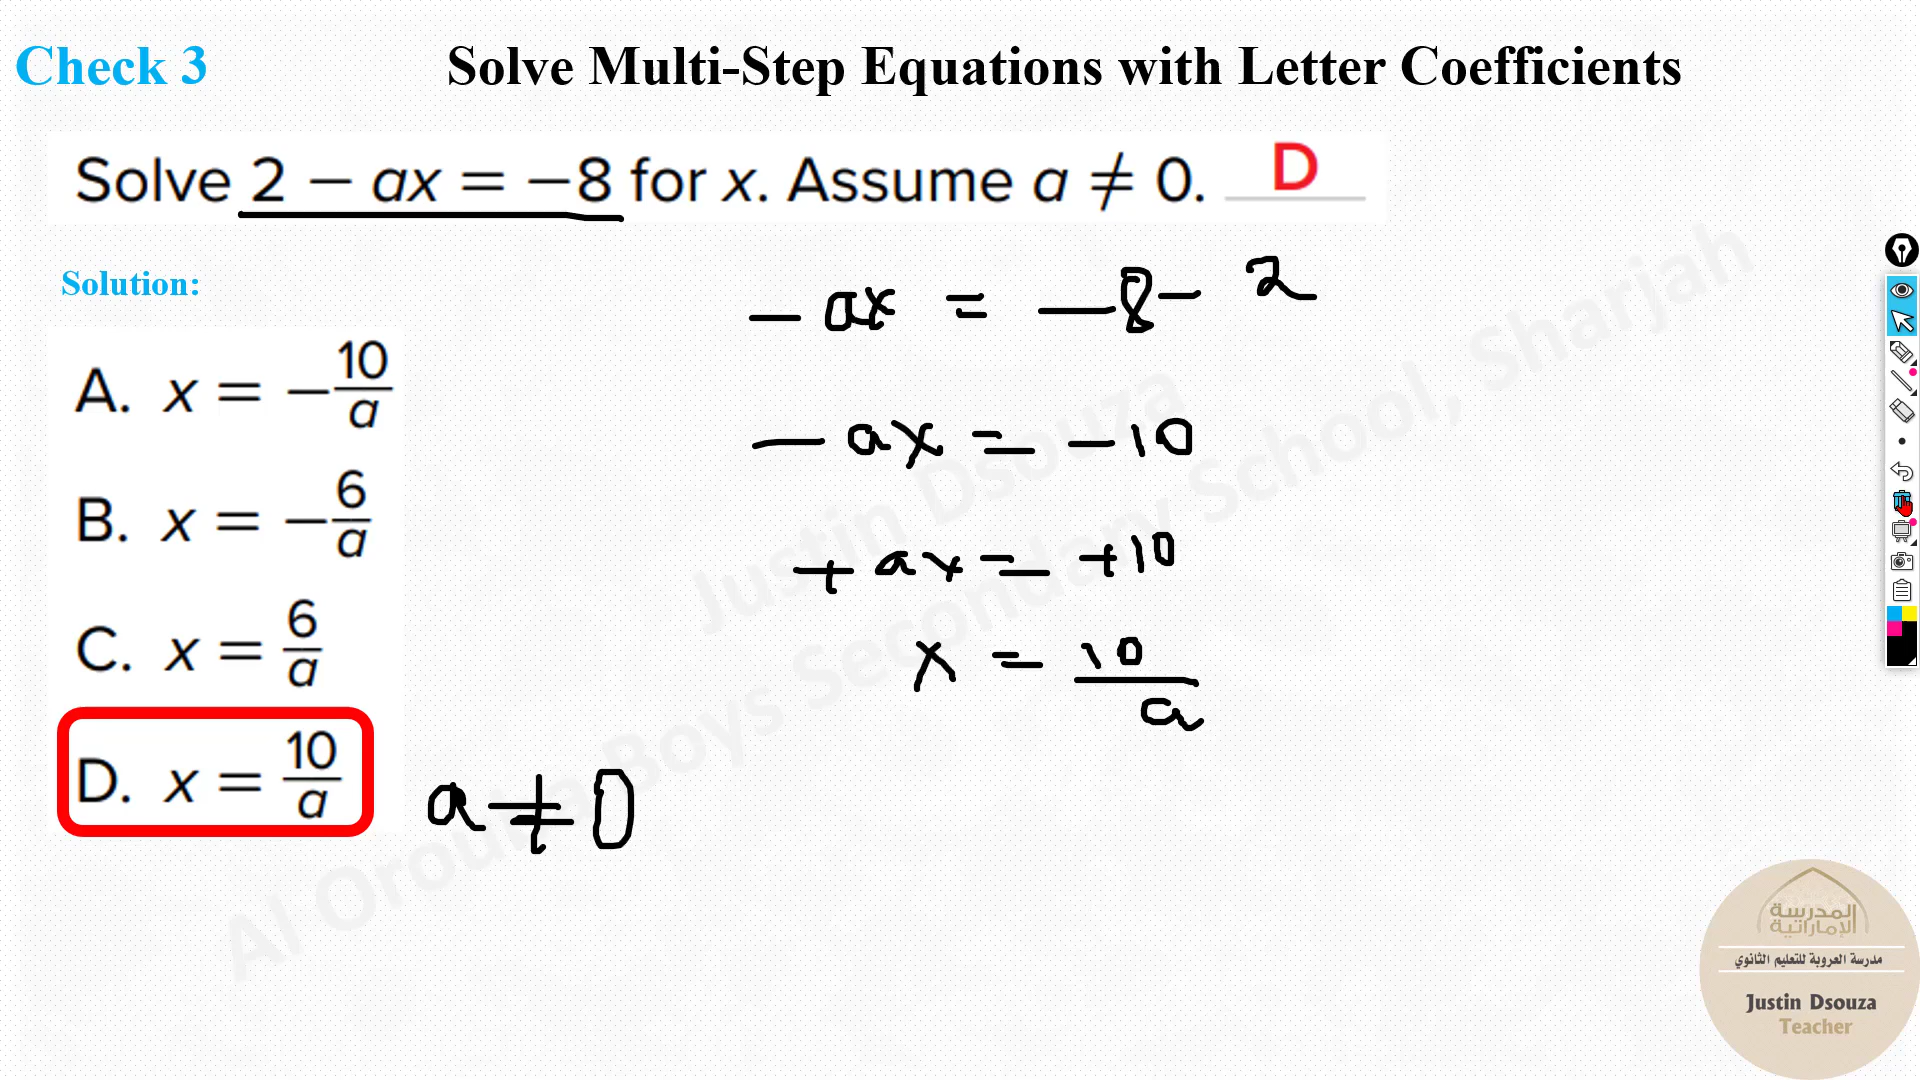 Check 3
Solve Multi-Step Equations with Letter Coefficients
Solve 2 − ax = −8 for x. Assume a ≠ 0. D
Solution:
A. x = −10/a
B. x = −6/a
C. x = 6/a
D. x = 10/a
a ≠ 0
− ax = −8 − 2
− ax = −10
+ ax = +10
x = 10/a
Justin Dsouza
Al Orouba Boys Secondary School, Sharjah
المدرسة
الإماراتية
مدرسة العروبة للتعليم الثانوي
Justin Dsouza
Teacher